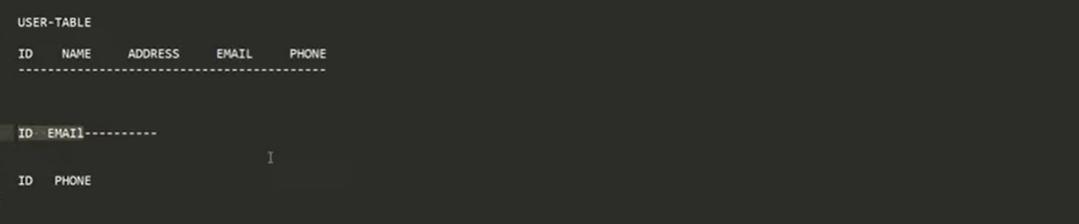 USER-TABLE
ID NAME ADDRESS EMAIL PHONE
------------------------------------------
ID EMAIl----------
ID PHONE